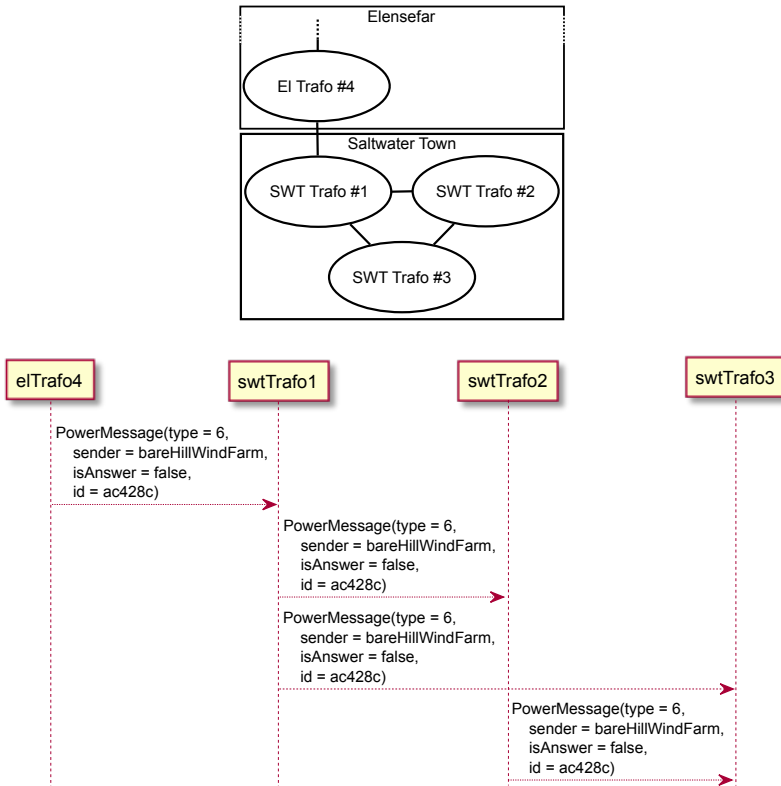 Elensefar
El Trafo #4
Saltwater Town
SWT Trafo #1
SWT Trafo #2
SWT Trafo #3
elTrafo4
swtTrafo1
swtTrafo2
swtTrafo3
PowerMessage(type = 6,
sender = bareHillWindFarm,
isAnswer = false,
id = ac428c)
PowerMessage(type = 6,
sender = bareHillWindFarm,
isAnswer = false,
id = ac428c)
PowerMessage(type = 6,
sender = bareHillWindFarm,
isAnswer = false,
id = ac428c)
PowerMessage(type = 6,
sender = bareHillWindFarm,
isAnswer = false,
id = ac428c)